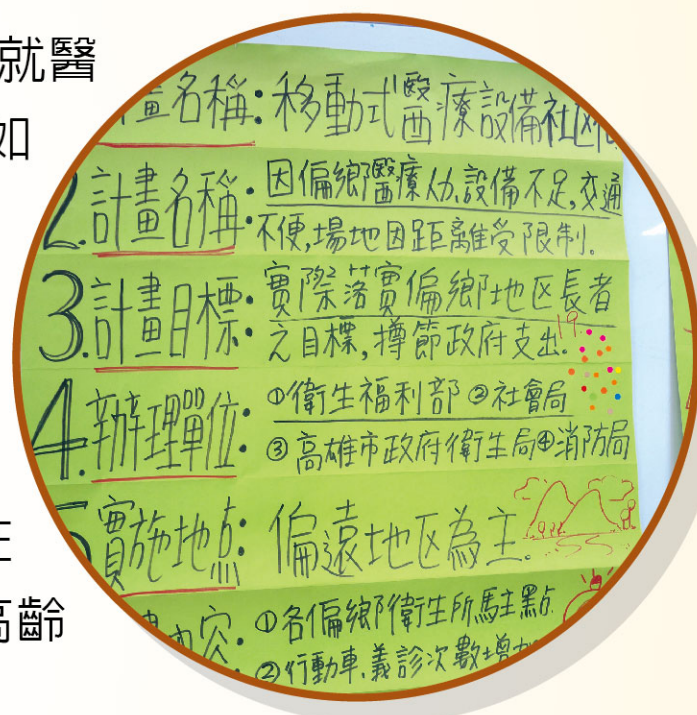 就醫
如
畫名稱:移動式醫療設備社区
2.計畫名稱:因偏鄉醫療人力、設備不足,交通
不便,場地因距離受限制.
3.計畫目標:實際落實偏鄉地区長者
之目標,撙節政府支出.
19
4.辦理單位:①衛生福利部②社會局
③高雄市政府衛生局④消防局
5實施地点:偏遠地区為主.
內容:①各偏鄉衛生所駐點.
②行動車、義診次數增加
高齡